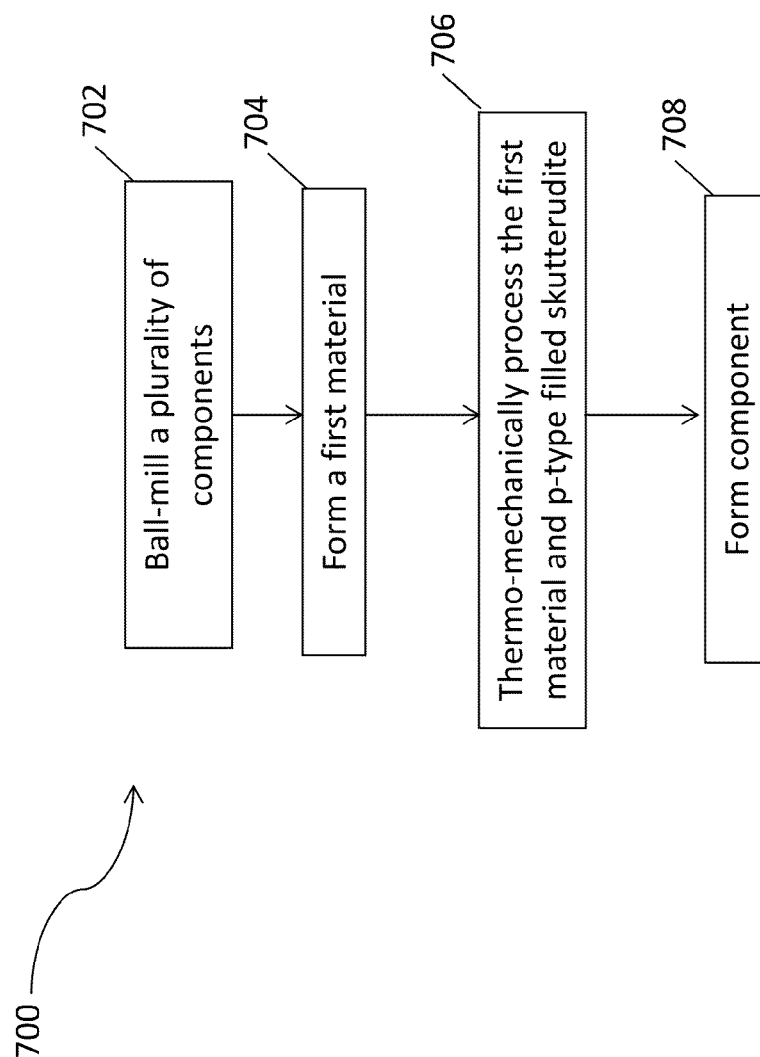 700
702
Ball-mill a plurality of
components
704
Form a first material
706
Thermo-mechanically process the first
material and p-type filled skutterudite
708
Form component